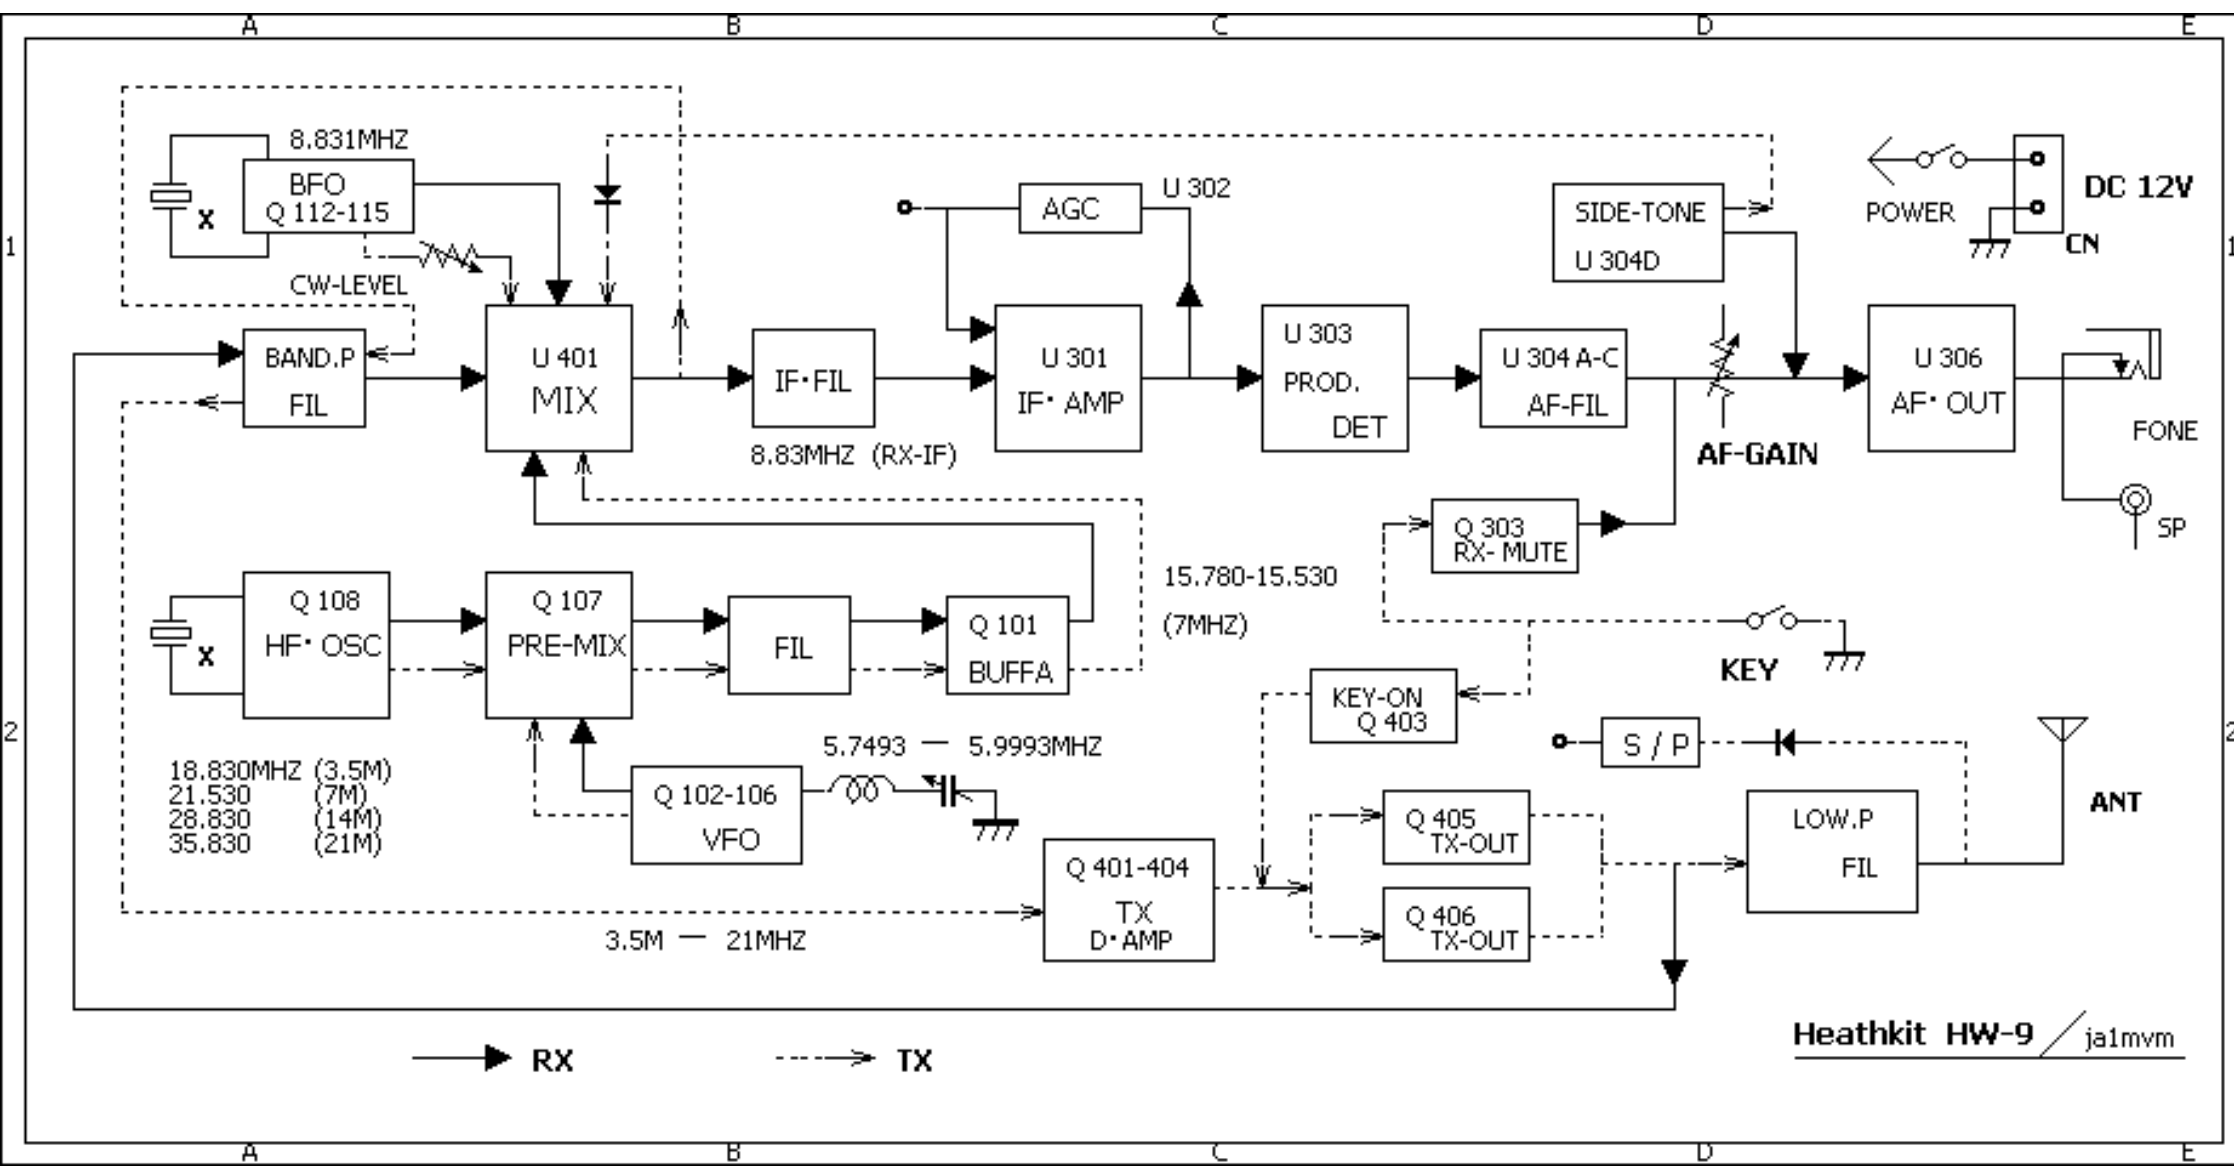 A B C D E
8.831MHZ
BFO
Q 112-115
X
CW-LEVEL
AGC
U 302
SIDE-TONE
U 304D
POWER
DC 12V
CN
1
1
BAND.P
FIL
U 401
MIX
IF·FIL
8.83MHZ (RX-IF)
U 301
IF· AMP
U 303
PROD.
DET
U 304 A-C
AF-FIL
AF-GAIN
U 306
AF· OUT
FONE
SP
Q 303
RX- MUTE
15.780-15.530
(7MHZ)
Q 108
HF· OSC
X
Q 107
PRE-MIX
FIL
Q 101
BUFFA
KEY
KEY-ON
Q 403
2
2
18.830MHZ (3.5M)
21.530 (7M)
28.830 (14M)
35.830 (21M)
5.7493 — 5.9993MHZ
Q 102-106
VFO
S / P
ANT
Q 405
TX-OUT
Q 406
TX-OUT
LOW.P
FIL
Q 401-404
TX
D·AMP
3.5M — 21MHZ
RX
TX
Heathkit HW-9 / ja1mvm
A B C D E